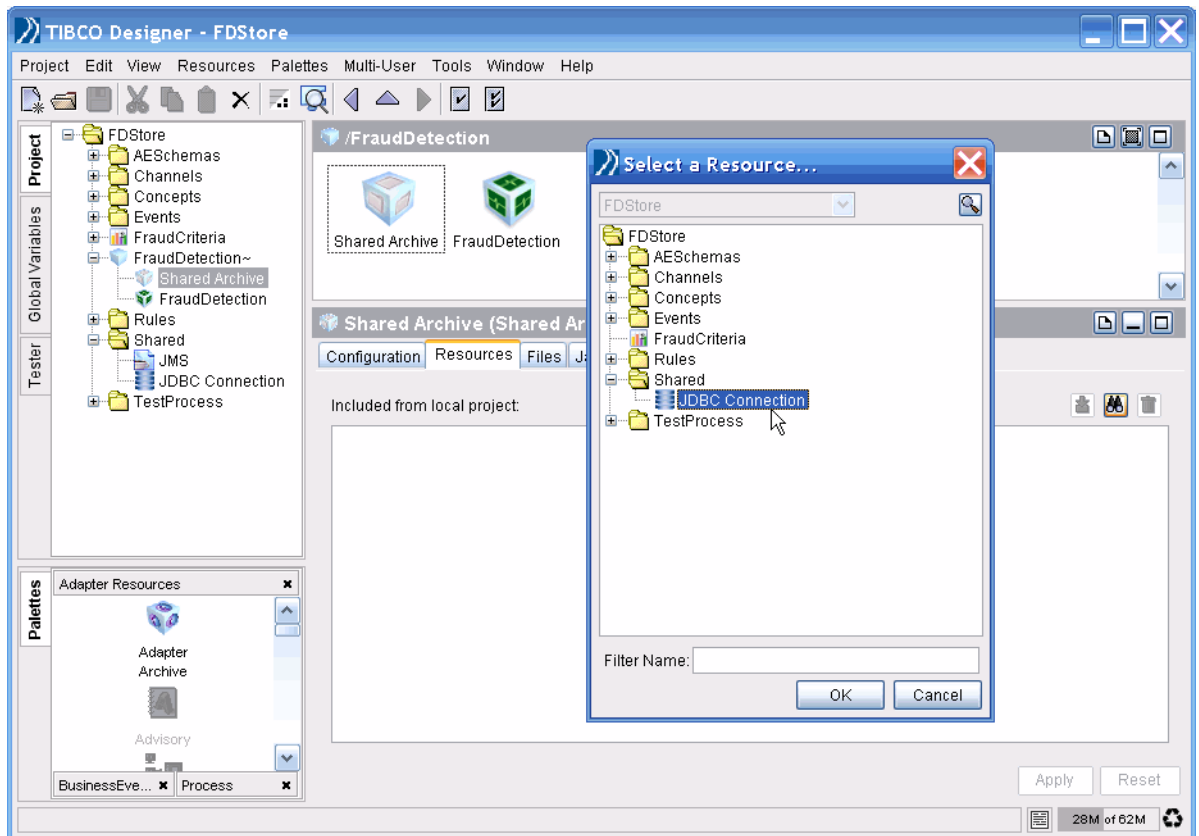 TIBCO Designer - FDStore
Project Edit View Resources Palettes Multi-User Tools Window Help
Project
Global Variables
Tester
FDStore
AESchemas
Channels
Concepts
Events
FraudCriteria
FraudDetection~
Shared Archive
FraudDetection
Rules
Shared
JMS
JDBC Connection
TestProcess
/FraudDetection
Shared Archive
FraudDetection
Shared Archive (Shared Ar
Configuration Resources Files Ja
Included from local project:
Select a Resource...
FDStore
FDStore
AESchemas
Channels
Concepts
Events
FraudCriteria
Rules
Shared
JDBC Connection
TestProcess
Filter Name:
OK Cancel
Palettes
Adapter Resources
Adapter
Archive
Advisory
BusinessEve... Process
Apply Reset
28M of 62M